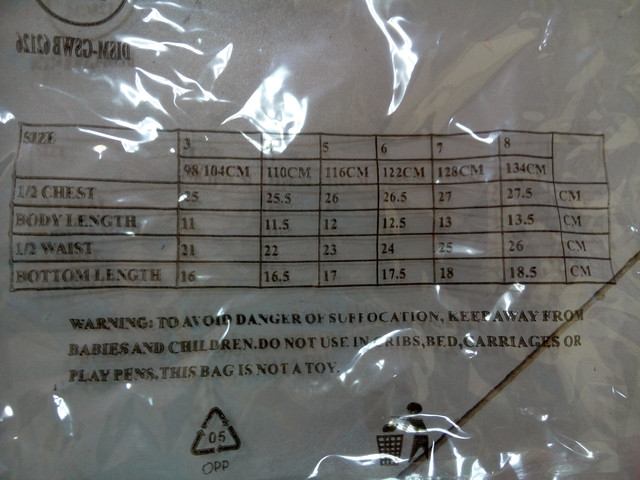 DISM-GSWB 62126
SIZE 3 5 6 7 8
98/104CM 110CM 116CM 122CM 128CM 134CM
1/2 CHEST 25 25.5 26 26.5 27 27.5 CM
BODY LENGTH 11 11.5 12 12.5 13 13.5 CM
1/2 WAIST 21 22 23 24 25 26 CM
BOTTOM LENGTH 16 16.5 17 17.5 18 18.5 CM
WARNING: TO AVOID DANGER OF SUFFOCATION, KEEP AWAY FROM
BABIES AND CHILDREN.DO NOT USE IN CRIBS,BED,CARRIAGES OR
PLAY PENS.THIS BAG IS NOT A TOY.
05
OPP